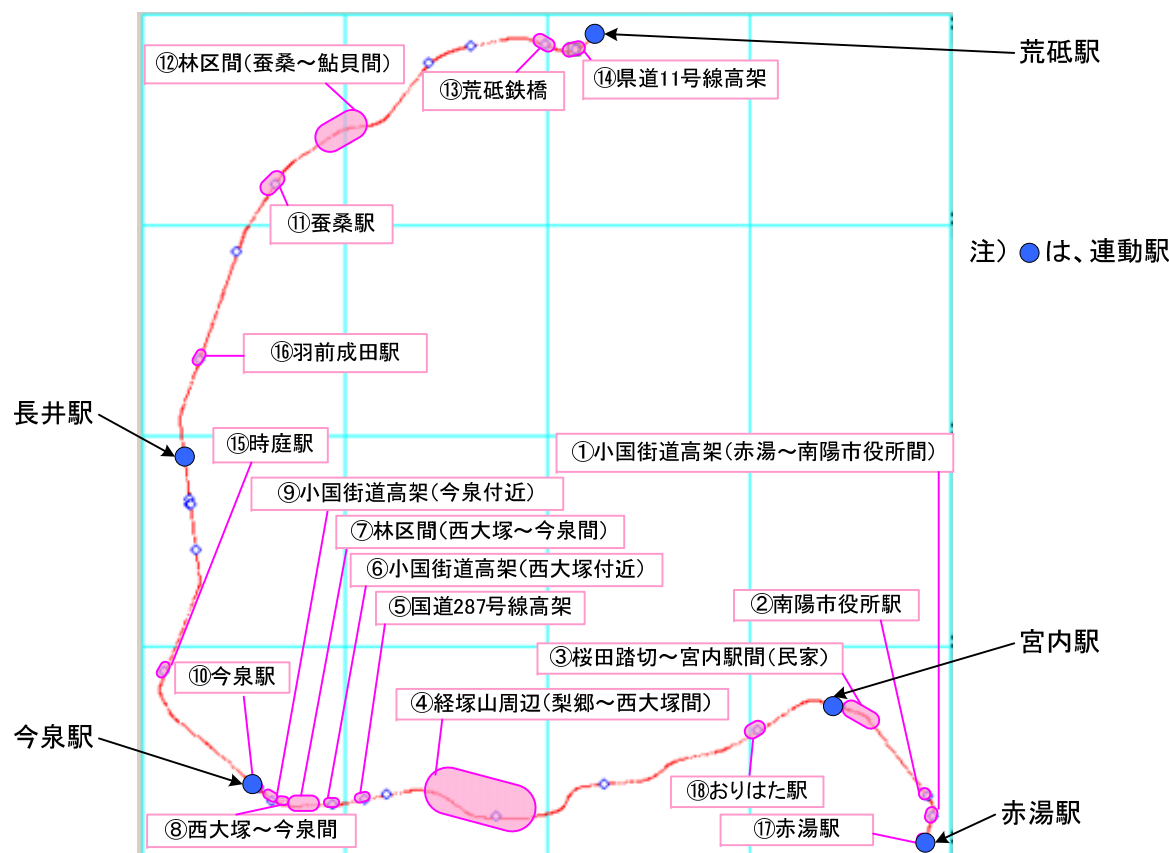 荒砥駅
⑫林区間(蚕桑~鮎貝間)
⑭県道11号線高架
⑬荒砥鉄橋
⑪蚕桑駅
注) は、連動駅
⑯羽前成田駅
長井駅
⑮時庭駅
①小国街道高架(赤湯~南陽市役所間)
⑨小国街道高架(今泉付近)
⑦林区間(西大塚~今泉間)
⑥小国街道高架(西大塚付近)
⑤国道287号線高架
②南陽市役所駅
宮内駅
③桜田踏切~宮内駅間(民家)
⑩今泉駅
④経塚山周辺(梨郷~西大塚間)
今泉駅
⑱おりはた駅
赤湯駅
⑧西大塚~今泉間
⑰赤湯駅